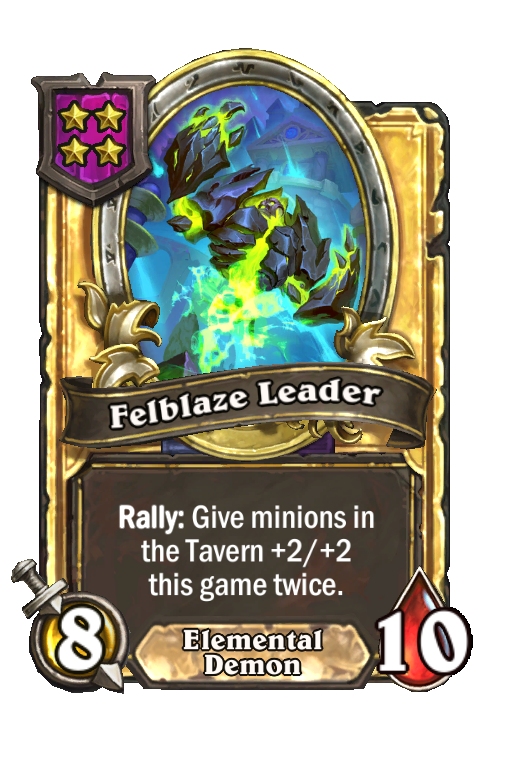 Felblaze Leader
Rally: Give minions in
the Tavern +2/+2
this game twice.
8
Elemental
Demon
10